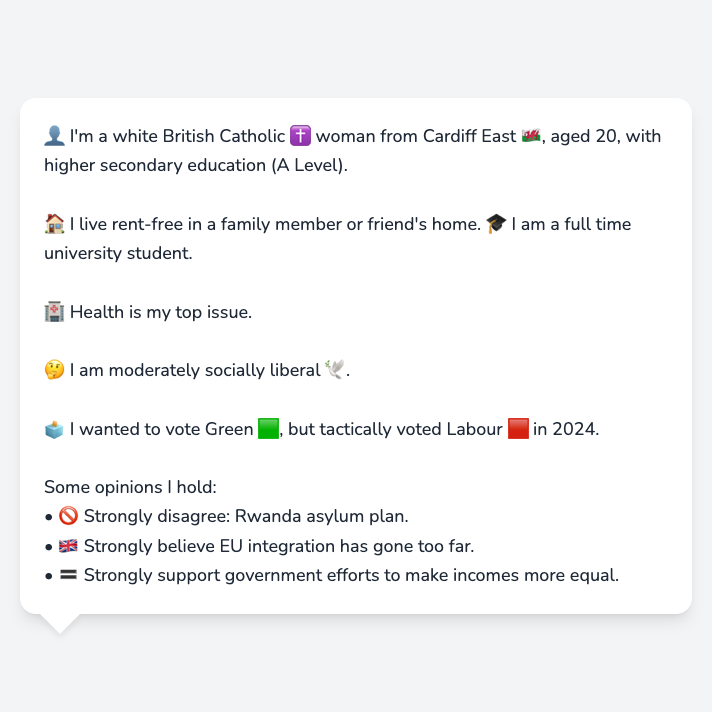 👤 I'm a white British Catholic ✝️ woman from Cardiff East 🏴󠁧󠁢󠁷󠁬󠁳󠁿, aged 20, with
higher secondary education (A Level).
🏠 I live rent-free in a family member or friend's home. 🎓 I am a full time
university student.
🏥 Health is my top issue.
🤔 I am moderately socially liberal 🕊️.
🗳️ I wanted to vote Green 🟩, but tactically voted Labour 🟥 in 2024.
Some opinions I hold:
• 🚫 Strongly disagree: Rwanda asylum plan.
• 🇬🇧 Strongly believe EU integration has gone too far.
• 🟰 Strongly support government efforts to make incomes more equal.